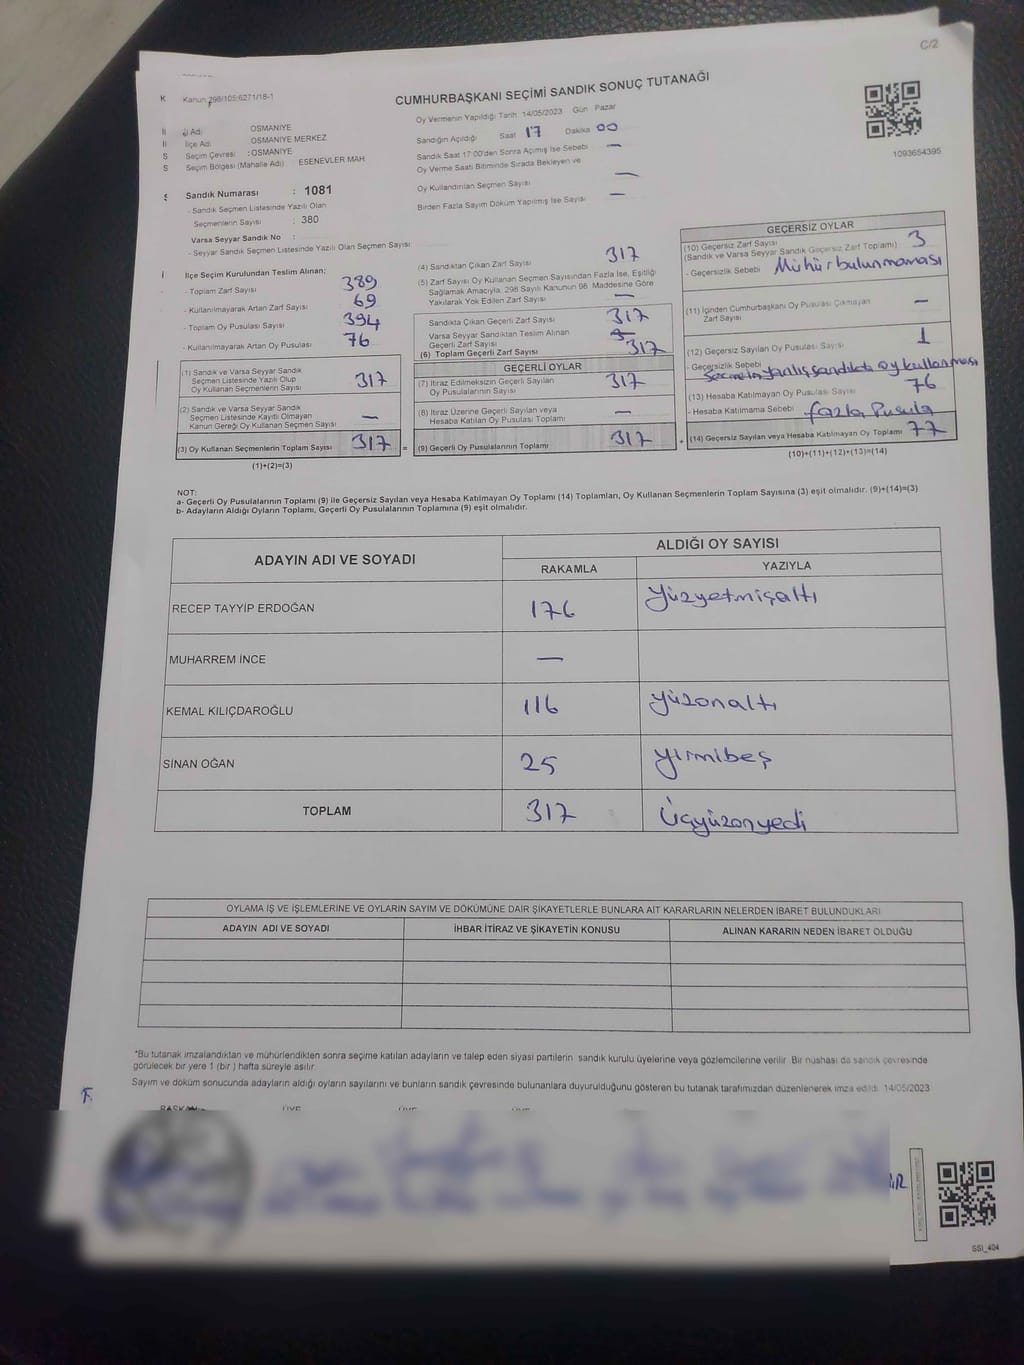 C/2
K Kanun 298/105;6271/18-1
CUMHURBAŞKANI SEÇİMİ SANDIK SONUÇ TUTANAĞI
Oy Vermenin Yapıldığı Tarih 14/05/2023 Gün Pazar
İl Adı OSMANİYE
İlçe Adı OSMANİYE MERKEZ
Seçim Çevresi : OSMANİYE
Seçim Bölgesi (Mahalle Adı) : ESENEVLER MAH
Sandığın Açıldığı Saat 17 Dakika 00
Sandık Saat 17:00'den Sonra Açılmış İse Sebebi —
Oy Verme Saati Bitiminde Sırada Bekleyen ve
Oy Kullandırılan Seçmen Sayısı —
Birden Fazla Sayım Döküm Yapılmış İse Sayısı —
1093654395
Sandık Numarası : 1081
- Sandık Seçmen Listesinde Yazılı Olan
Seçmenlerin Sayısı : 380
Varsa Seyyar Sandık No :
- Seyyar Sandık Seçmen Listesinde Yazılı Olan Seçmen Sayısı
İlçe Seçim Kurulundan Teslim Alınan;
- Toplam Zarf Sayısı 389
- Kullanılmayarak Artan Zarf Sayısı 69
- Toplam Oy Pusulası Sayısı 394
- Kullanılmayarak Artan Oy Pusulası 76
(1) Sandık ve Varsa Seyyar Sandık
Seçmen Listesinde Yazılı Olup
Oy Kullanan Seçmenlerin Sayısı 317
(2) Sandık ve Varsa Seyyar Sandık
Seçmen Listesinde Kayıtlı Olmayan
Kanun Gereği Oy Kullanan Seçmen Sayısı —
(3) Oy Kullanan Seçmenlerin Toplam Sayısı 317 =
(1)+(2)=(3)
(4) Sandıktan Çıkan Zarf Sayısı 317
(5) Zarf Sayısı Oy Kullanan Seçmen Sayısından Fazla İse, Eşitliği
Sağlamak Amacıyla, 298 Sayılı Kanunun 98. Maddesine Göre
Yakılarak Yok Edilen Zarf Sayısı —
Sandıkta Çıkan Geçerli Zarf Sayısı 317
Varsa Seyyar Sandıktan Teslim Alınan
Geçerli Zarf Sayısı
(6) Toplam Geçerli Zarf Sayısı 317
GEÇERLİ OYLAR
(7) İtiraz Edilmeksizin Geçerli Sayılan
Oy Pusulalarının Sayısı 317
(8) İtiraz Üzerine Geçerli Sayılan veya
Hesaba Katılan Oy Pusulası Toplamı —
(9) Geçerli Oy Pusulalarının Toplamı 317 +
GEÇERSİZ OYLAR
(10) Geçersiz Zarf Sayısı
(Sandık ve Varsa Seyyar Sandık Geçersiz Zarf Toplamı) 3
- Geçersizlik Sebebi Mühür bulunmaması
(11) İçinden Cumhurbaşkanı Oy Pusulası Çıkmayan
Zarf Sayısı —
(12) Geçersiz Sayılan Oy Pusulası Sayısı 1
- Geçersizlik Sebebi Seçmenin yanlış sandıkta oy kullanması
(13) Hesaba Katılmayan Oy Pusulası Sayısı 76
- Hesaba Katılmama Sebebi fazla Pusula
(14) Geçersiz Sayılan veya Hesaba Katılmayan Oy Toplamı 77
(10)+(11)+(12)+(13)=(14)
NOT:
a- Geçerli Oy Pusulalarının Toplamı (9) ile Geçersiz Sayılan veya Hesaba Katılmayan Oy Toplamı (14) Toplamları, Oy Kullanan Seçmenlerin Toplam Sayısına (3) eşit olmalıdır. (9)+(14)=(3)
b- Adayların Aldığı Oyların Toplamı, Geçerli Oy Pusulalarının Toplamına (9) eşit olmalıdır.
ADAYIN ADI VE SOYADI ALDIĞI OY SAYISI
RAKAMLA YAZIYLA
RECEP TAYYİP ERDOĞAN 176 Yüzyetmişaltı
MUHARREM İNCE —
KEMAL KILIÇDAROĞLU 116 yüzonaltı
SİNAN OĞAN 25 yirmibeş
TOPLAM 317 Üçyüzonyedi
OYLAMA İŞ VE İŞLEMLERİNE VE OYLARIN SAYIM VE DÖKÜMÜNE DAİR ŞİKAYETLERLE BUNLARA AİT KARARLARIN NELERDEN İBARET BULUNDUKLARI
ADAYIN ADI VE SOYADI İHBAR İTİRAZ VE ŞİKAYETİN KONUSU ALINAN KARARIN NEDEN İBARET OLDUĞU
*Bu tutanak imzalandıktan ve mühürlendikten sonra seçime katılan adayların ve talep eden siyasi partilerin sandık kurulu üyelerine veya gözlemcilerine verilir. Bir nüshası da sandık çevresinde
görülecek bir yere 1 (bir) hafta süreyle asılır.
Sayım ve döküm sonucunda adayların aldığı oyların sayılarını ve bunların sandık çevresinde bulunanlara duyurulduğunu gösteren bu tutanak tarafımızdan düzenlenerek imza edildi. 14/05/2023
BAŞKAN ÜYE ÜYE ÜYE
SSI_404